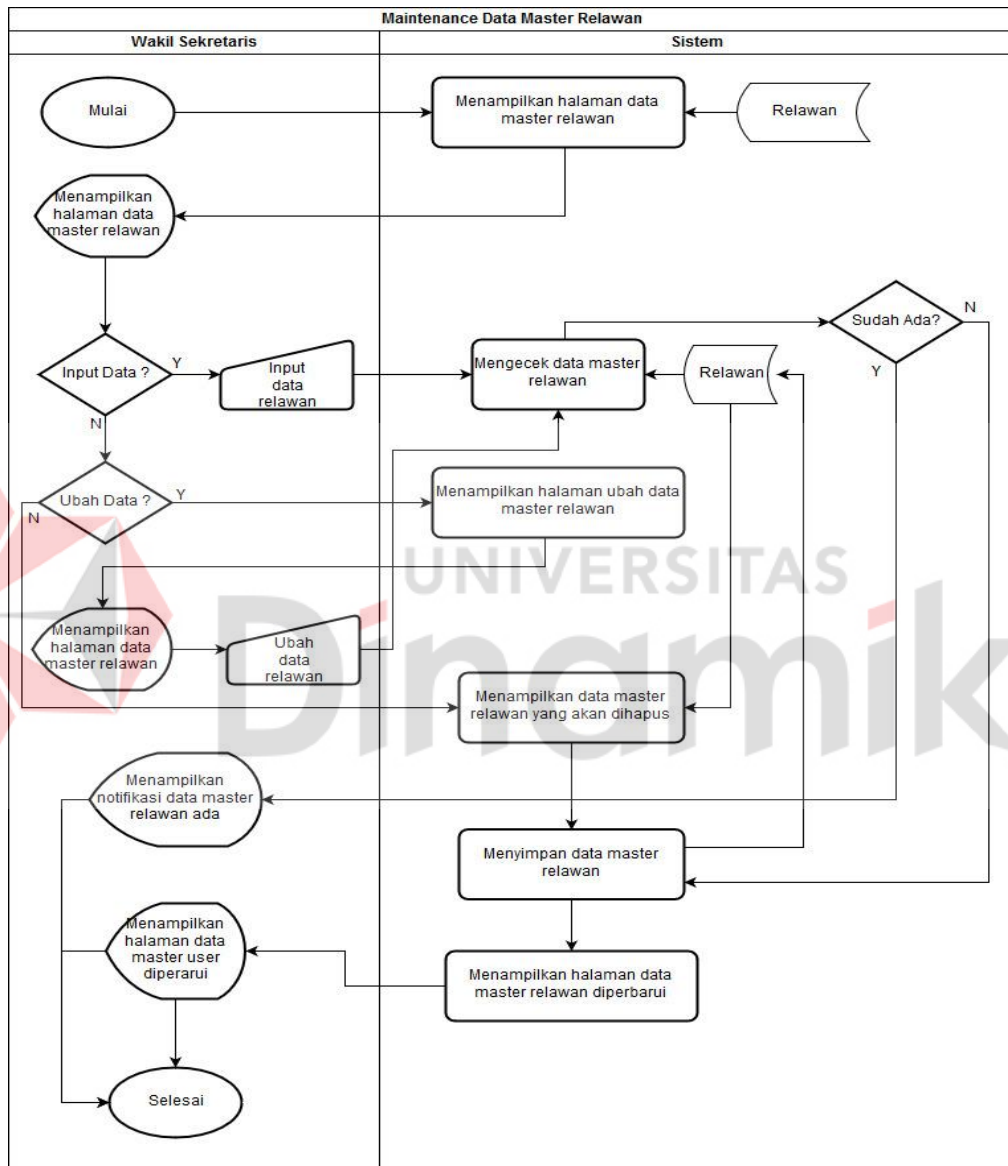 Maintenance Data Master Relawan
Wakil Sekretaris
Sistem
Mulai
Menampilkan halaman data
master relawan
Relawan
Menampilkan
halaman data
master relawan
Sudah Ada?
N
Y
Input Data ?
Y
Input
data
relawan
Mengecek data master
relawan
Relawan
N
Ubah Data ?
Y
N
Menampilkan halaman ubah data
master relawan
UNIVERSITAS
Dinamik
Menampilkan
halaman data
master relawan
Ubah
data
relawan
Menampilkan data master
relawan yang akan dihapus
Menampilkan
notifikasi data master
relawan ada
Menyimpan data master
relawan
Menampilkan
halaman data
master user
diperarui
Menampilkan halaman data
master relawan diperbarui
Selesai